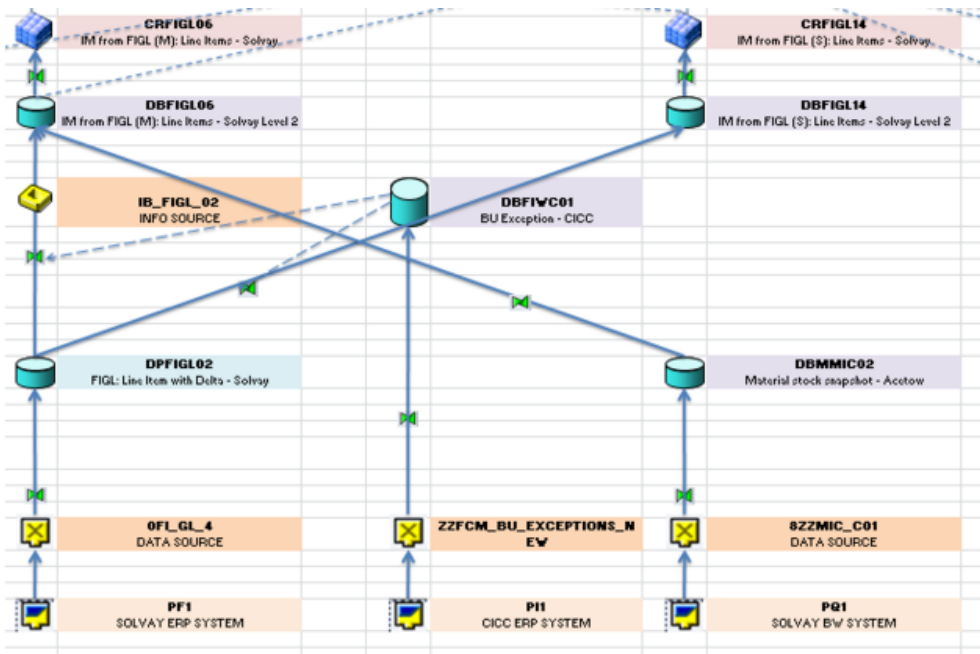 CRFIGL06
IM from FIGL (M): Line Items - Solvay
CRFIGL14
IM from FIGL (S): Line Items - Solvay
DBFIGL06
IM from FIGL (M): Line Items - Solvay Level 2
DBFIGL14
IM from FIGL (S): Line Items - Solvay Level 2
IB_FIGL_02
INFO SOURCE
DBFIWC01
BU Exception - CICC
DPFIGL02
FIGL: Line Item with Delta - Solvay
DBMMIC02
Material stock snapshot - Acetow
0FI_GL_4
DATA SOURCE
ZZFCM_BU_EXCEPTIONS_N
EW
8ZZMIC_C01
DATA SOURCE
PF1
SOLVAY ERP SYSTEM
PI1
CICC ERP SYSTEM
PQ1
SOLVAY BW SYSTEM